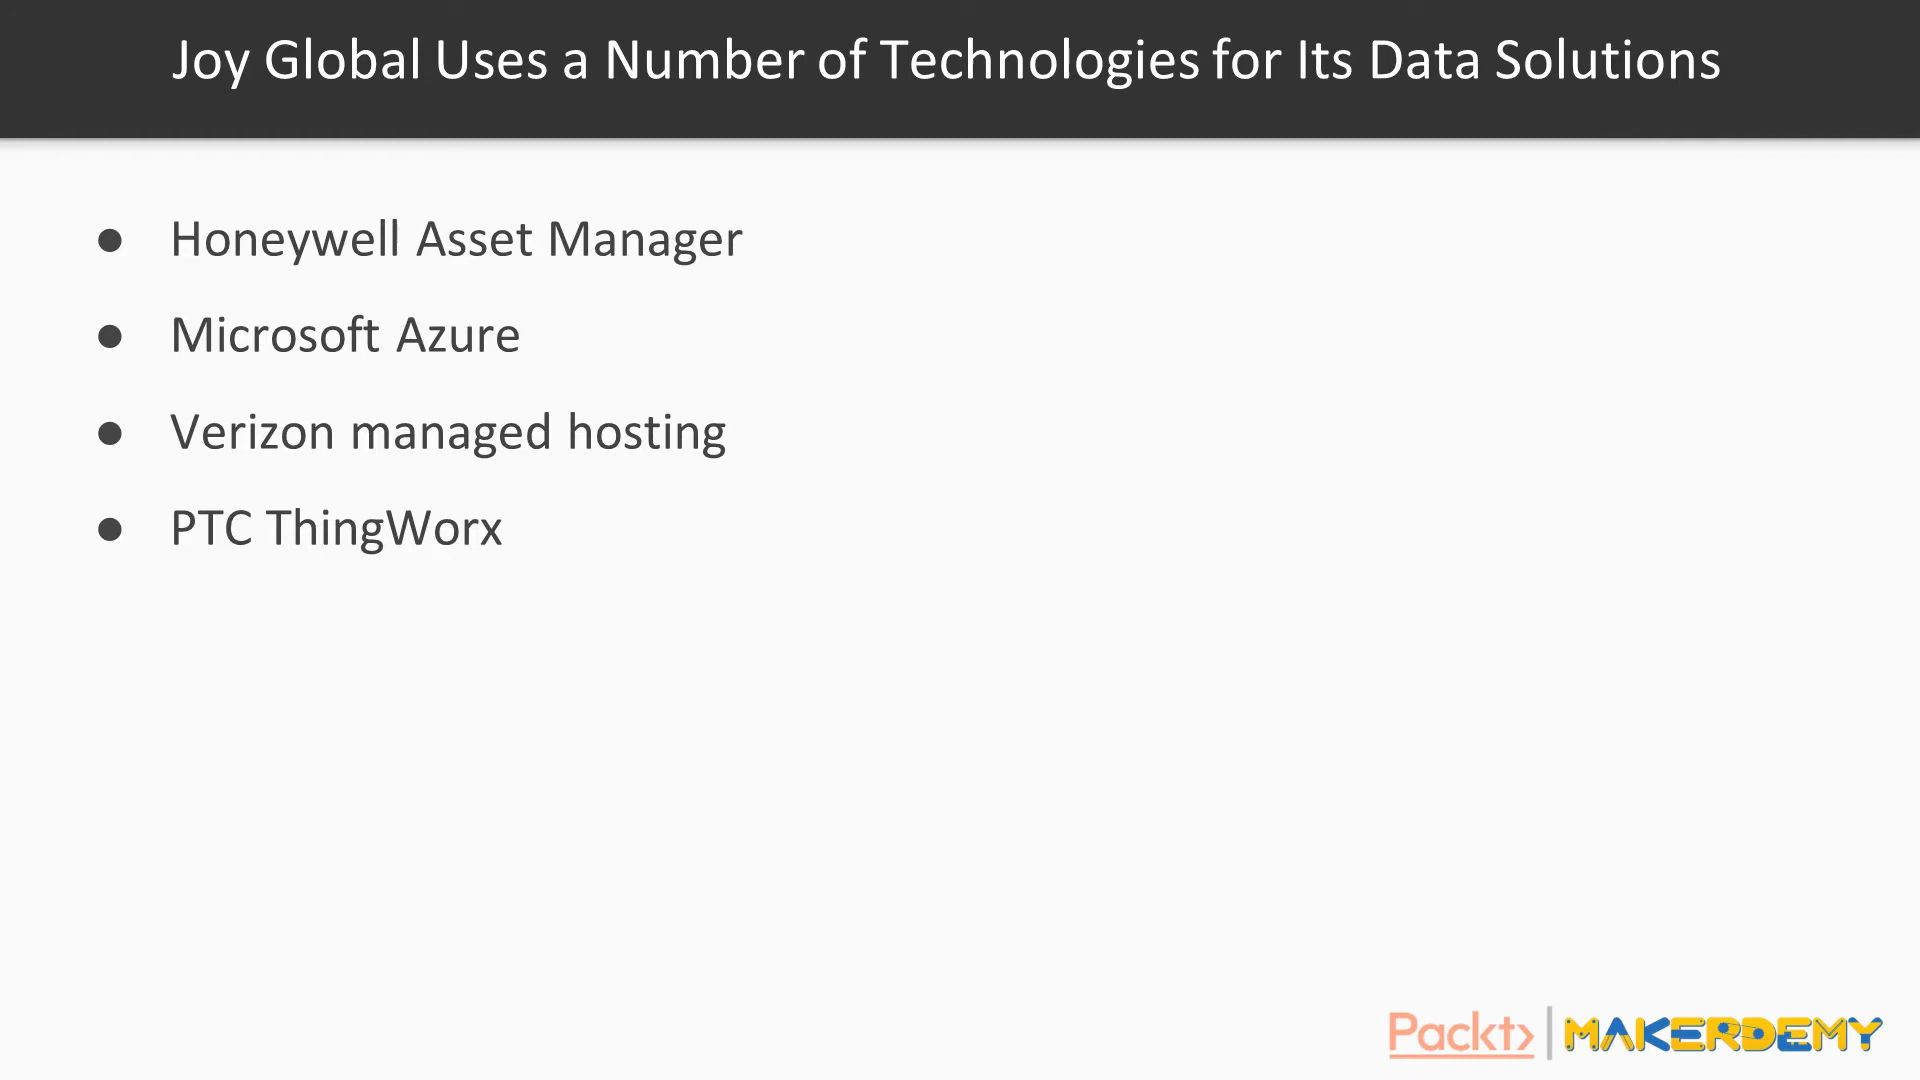 Joy Global Uses a Number of Technologies for Its Data Solutions
● Honeywell Asset Manager
● Microsoft Azure
● Verizon managed hosting
● PTC ThingWorx
Packt> | MAKERDEMY